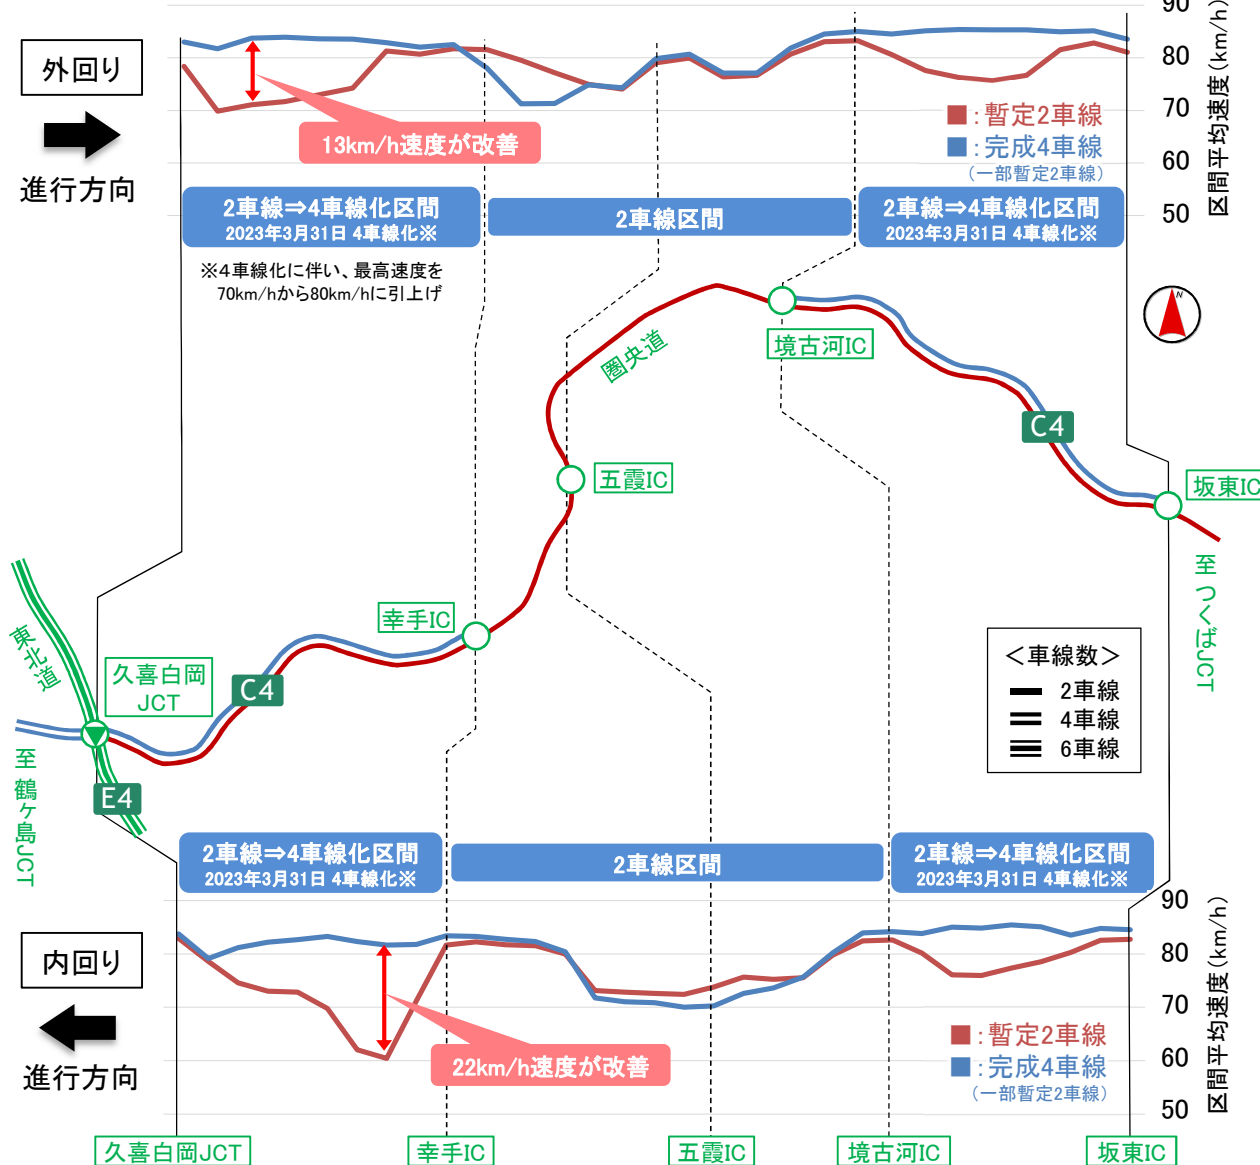 90
外回り
80
70
60
50
区間平均速度(km/h)
進行方向
13km/h速度が改善
■:暫定2車線
■:完成4車線
(一部暫定2車線)
2車線⇒4車線化区間
2023年3月31日 4車線化※
2車線区間
2車線⇒4車線化区間
2023年3月31日 4車線化※
※4車線化に伴い、最高速度を
70km/hから80km/hに引上げ
N
境古河IC
圏央道
C4
五霞IC
坂東IC
至 つくばJCT
幸手IC
東北道
久喜白岡
JCT
C4
至 鶴ヶ島JCT
E4
<車線数>
2車線
4車線
6車線
2車線⇒4車線化区間
2023年3月31日 4車線化※
2車線区間
2車線⇒4車線化区間
2023年3月31日 4車線化※
90
内回り
80
70
60
50
区間平均速度(km/h)
進行方向
22km/h速度が改善
■:暫定2車線
■:完成4車線
(一部暫定2車線)
久喜白岡JCT
幸手IC
五霞IC
境古河IC
坂東IC